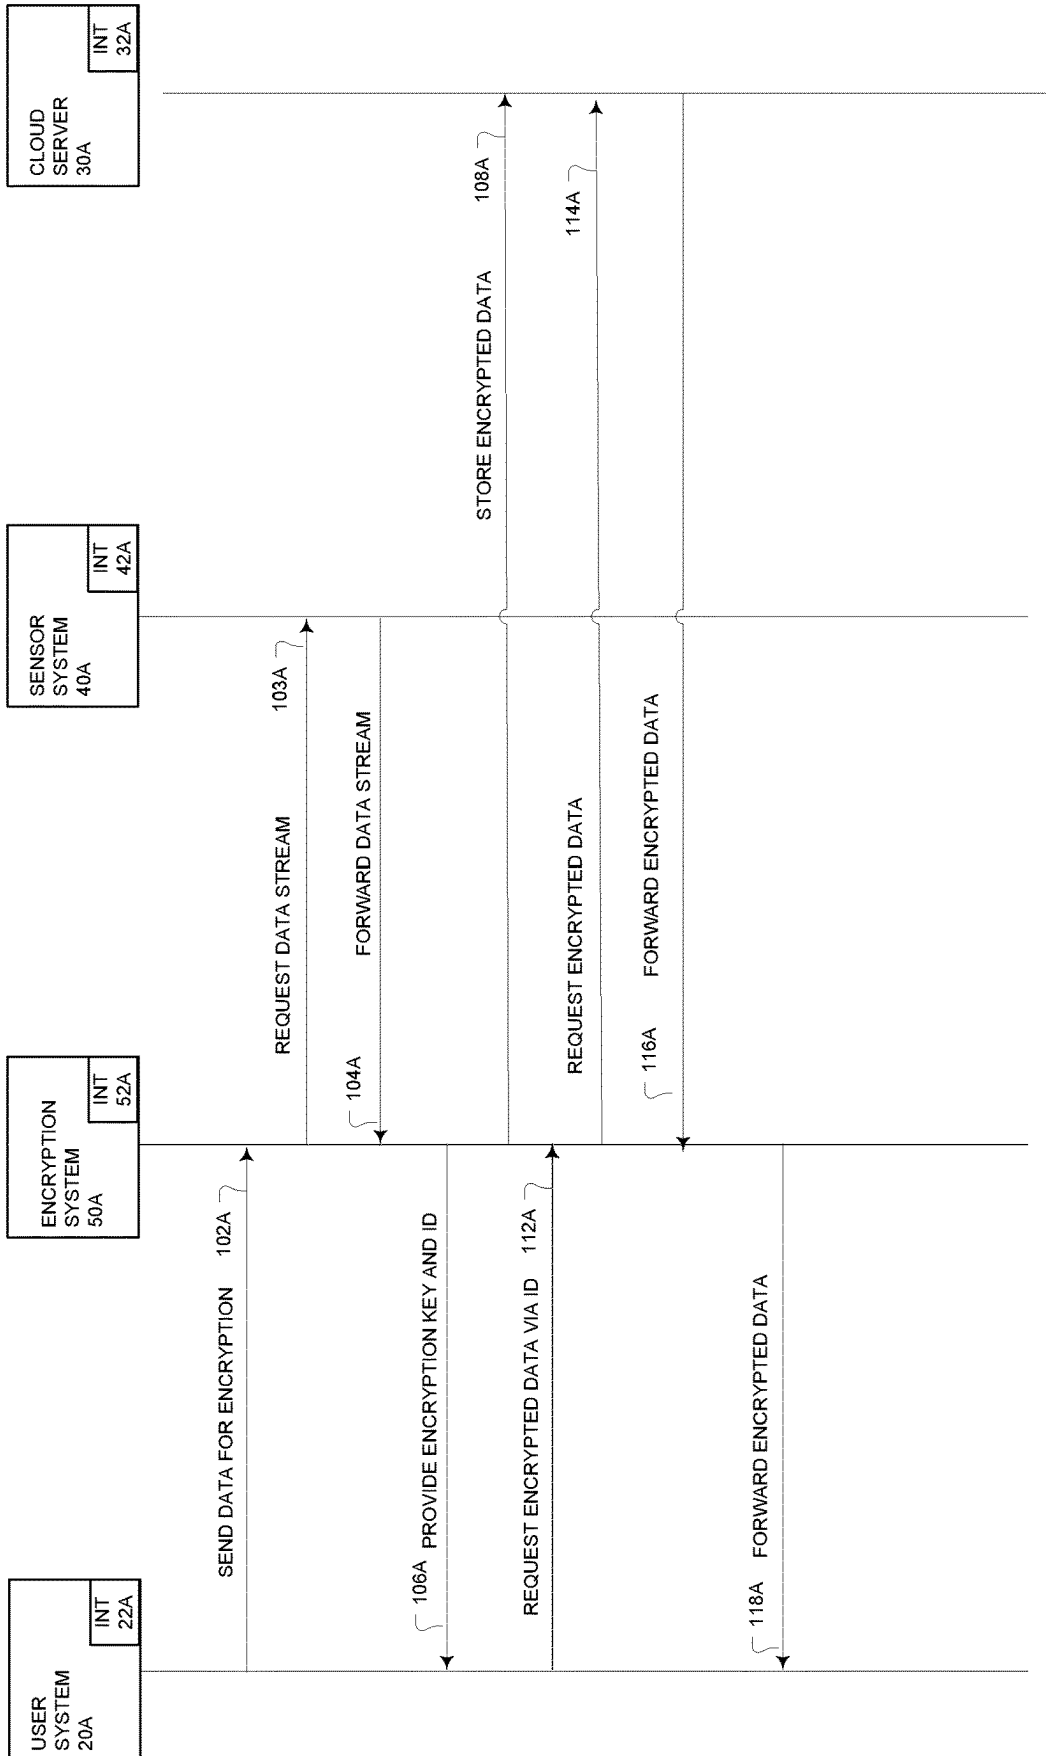 USER
SYSTEM
20A
INT
22A
ENCRYPTION
SYSTEM
50A
INT
52A
SENSOR
SYSTEM
40A
INT
42A
CLOUD
SERVER
30A
INT
32A
SEND DATA FOR ENCRYPTION
102A
REQUEST DATA STREAM
103A
104A
FORWARD DATA STREAM
106A
PROVIDE ENCRYPTION KEY AND ID
STORE ENCRYPTED DATA
108A
REQUEST ENCRYPTED DATA VIA ID
112A
REQUEST ENCRYPTED DATA
114A
116A
FORWARD ENCRYPTED DATA
118A
FORWARD ENCRYPTED DATA